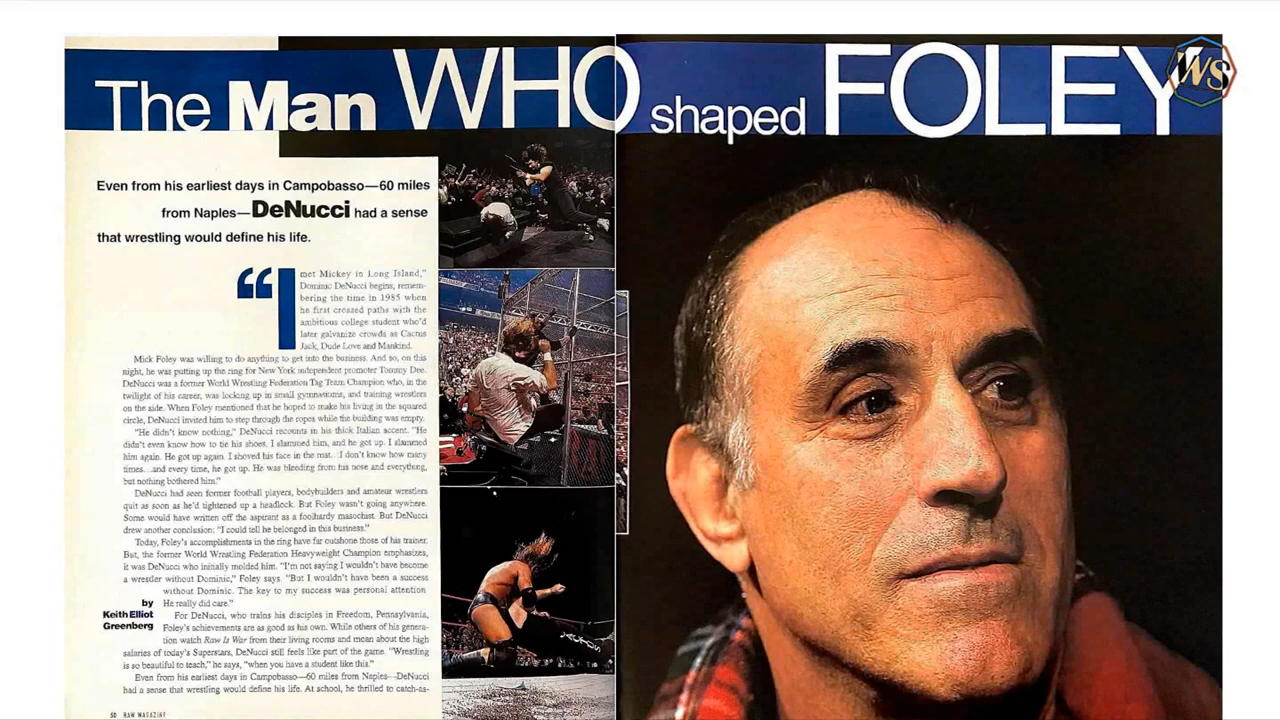 The Man WHO shaped FOLEY
WS
Even from his earliest days in Campobasso—60 miles
from Naples—DeNucci had a sense
that wrestling would define his life.
“I met Mickey in Long Island,”
Dominic DeNucci begins, remem-
bering the time in 1985 when
he first crossed paths with the
ambitious college student who’d
later galvanize crowds as Cactus
Jack, Dude Love and Mankind.
Mick Foley was willing to do anything to get into the business. And so, on this
night, he was putting up the ring for New York independent promoter Tommy Dee.
DeNucci was a former World Wrestling Federation Tag Team Champion who, in the
twilight of his career, was locking up in small gymnasiums, and training wrestlers
on the side. When Foley mentioned that he hoped to make his living in the squared
circle, DeNucci invited him to step through the ropes while the building was empty.
“He didn’t know nothing,” DeNucci recounts in his thick Italian accent. “He
didn’t even know how to tie his shoes. I slammed him, and he got up. I slammed
him again. He got up again. I shoved his face in the mat. I don’t know how many
times...and every time, he got up. He was bleeding from his nose and everything,
but nothing bothered him.”
DeNucci had seen former football players, bodybuilders and amateur wrestlers
quit as soon as he’d tightened up a headlock. But Foley wasn’t going anywhere.
Some would have written off the aspirant as a foolhardy masochist. But DeNucci
drew another conclusion: “I could tell he belonged in this business.”
Today, Foley’s accomplishments in the ring have far outshone those of his trainer.
But, the former World Wrestling Federation Heavyweight Champion emphasizes,
it was DeNucci who initially molded him. “I’m not saying I wouldn’t have become
a wrestler without Dominic,” Foley says. “But I wouldn’t have been a success
without Dominic. The key to my success was personal attention
He really did care.”
by
Keith Elliot
Greenberg
For DeNucci, who trains his disciples in Freedom, Pennsylvania,
Foley’s achievements are as good as his own. While others of his genera-
tion watch Raw Is War from their living rooms and moan about the high
salaries of today’s Superstars, DeNucci still feels like part of the game. “Wrestling
is so beautiful to teach,” he says, “when you have a student like this.”
Even from his earliest days in Campobasso—60 miles from Naples—DeNucci
had a sense that wrestling would define his life. At school, he thrilled to catch-as-
50 RAW MAGAZINE